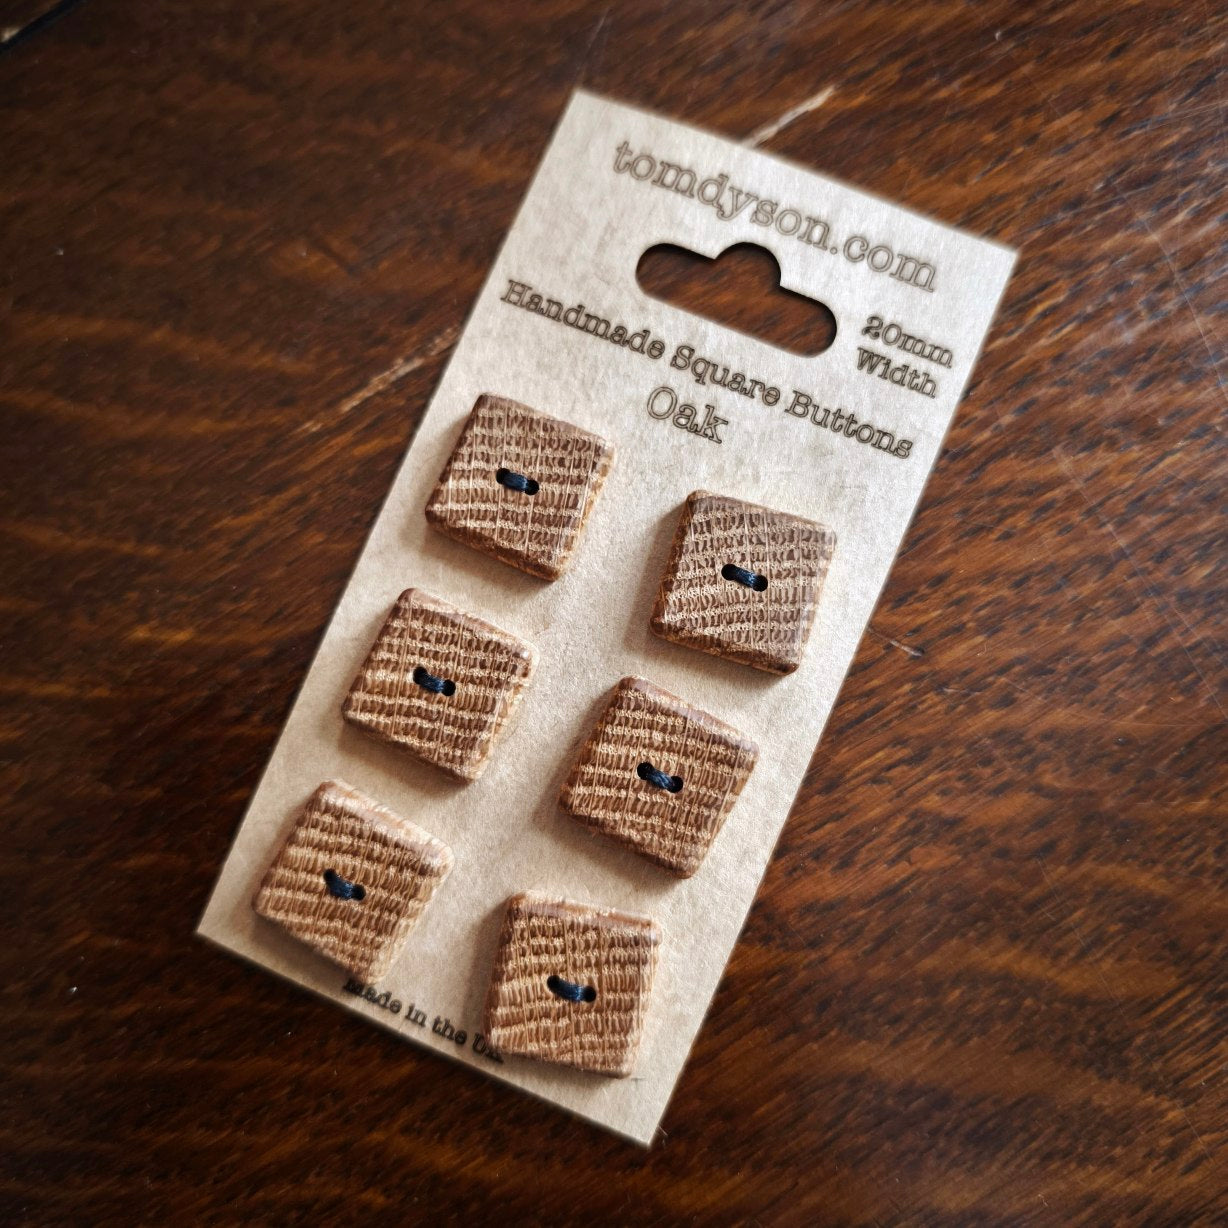 tomdyson.com
20mm
Width
Handmade Square Buttons
Oak
Made in the UK